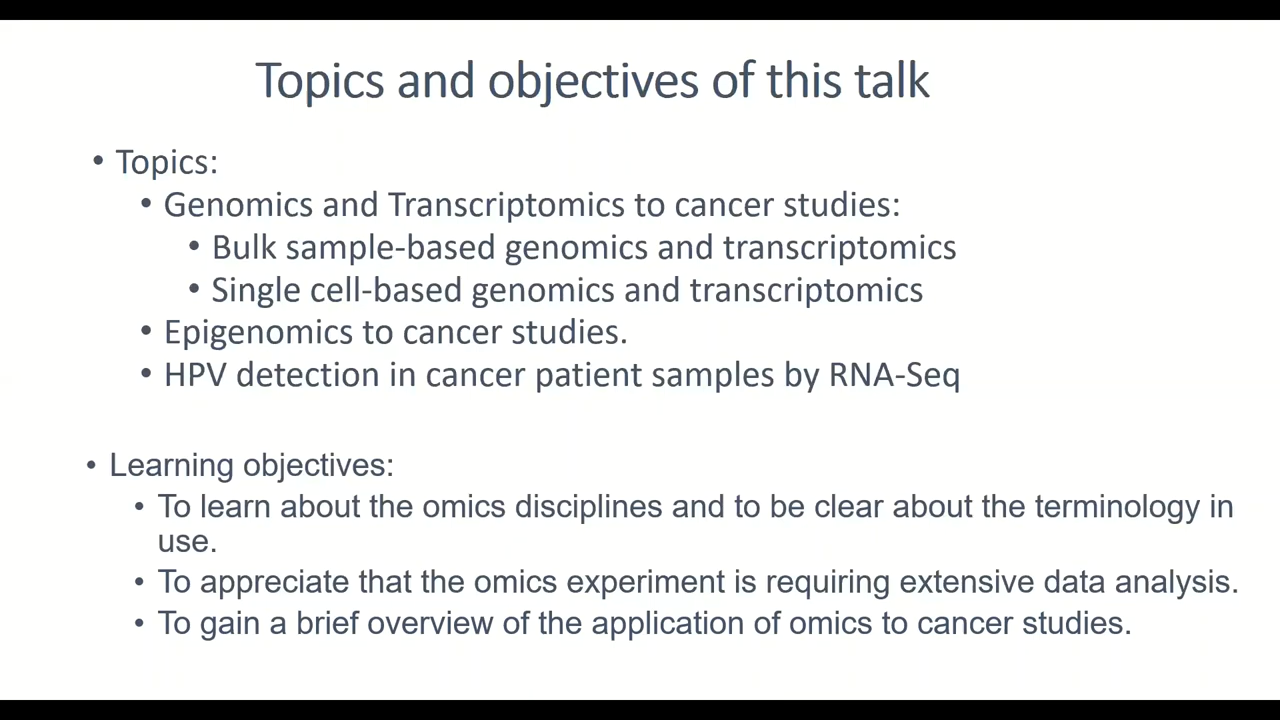 Topics and objectives of this talk
• Topics:
• Genomics and Transcriptomics to cancer studies:
• Bulk sample-based genomics and transcriptomics
• Single cell-based genomics and transcriptomics
• Epigenomics to cancer studies.
• HPV detection in cancer patient samples by RNA-Seq
• Learning objectives:
• To learn about the omics disciplines and to be clear about the terminology in
use.
• To appreciate that the omics experiment is requiring extensive data analysis.
• To gain a brief overview of the application of omics to cancer studies.